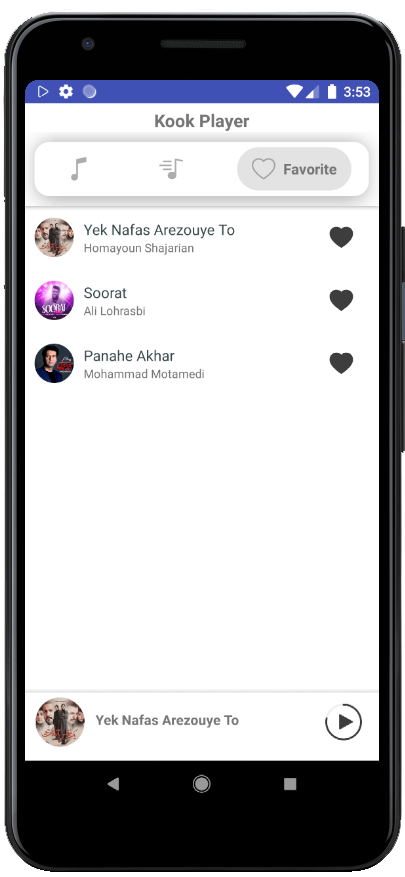 3:53
Kook Player
Favorite
Yek Nafas Arezouye To
Homayoun Shajarian
SOORAT
Soorat
Ali Lohrasbi
Panahe Akhar
Mohammad Motamedi
Yek Nafas Arezouye To